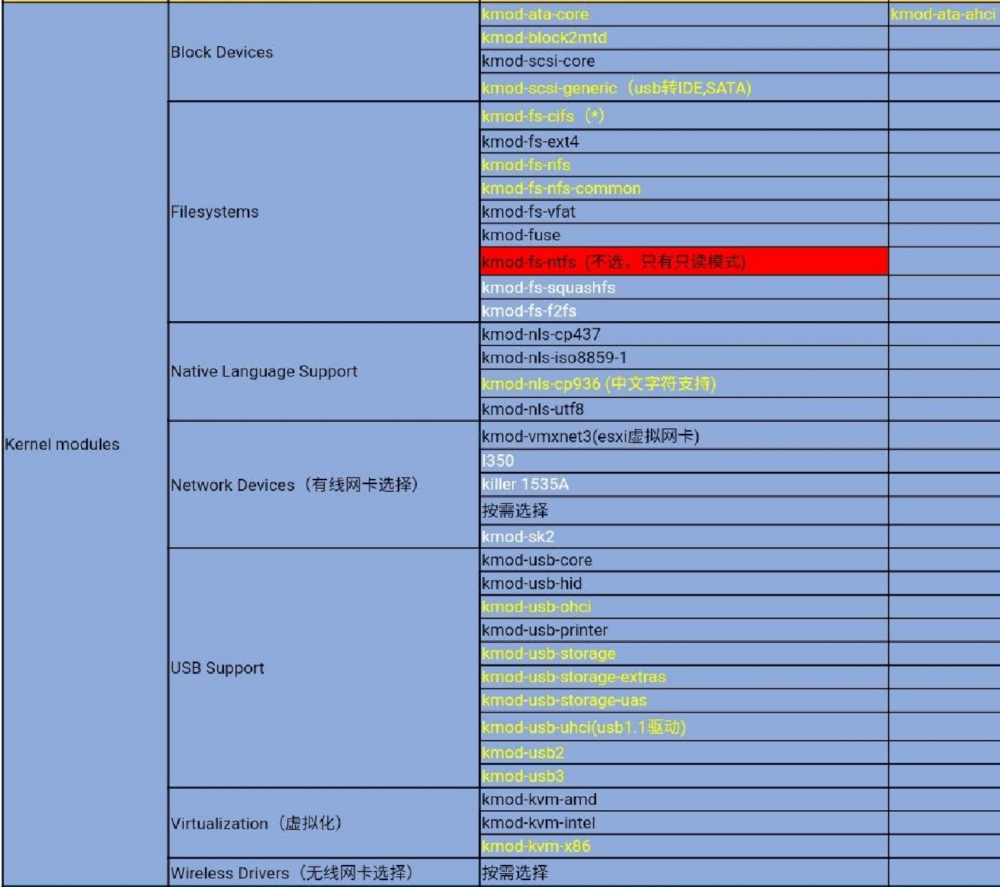 Kernel modules
Block Devices
kmod-ata-core
kmod-ata-ahci
kmod-block2mtd
kmod-scsi-core
kmod-scsi-generic（usb转IDE,SATA)
Filesystems
kmod-fs-cifs（*）
kmod-fs-ext4
kmod-fs-nfs
kmod-fs-nfs-common
kmod-fs-vfat
kmod-fuse
kmod-fs-ntfs (不选，只有只读模式)
kmod-fs-squashfs
kmod-fs-f2fs
Native Language Support
kmod-nls-cp437
kmod-nls-iso8859-1
kmod-nls-cp936 (中文字符支持)
kmod-nls-utf8
Network Devices（有线网卡选择）
kmod-vmxnet3(esxi虚拟网卡)
I350
killer 1535A
按需选择
kmod-sk2
USB Support
kmod-usb-core
kmod-usb-hid
kmod-usb-ohci
kmod-usb-printer
kmod-usb-storage
kmod-usb-storage-extras
kmod-usb-storage-uas
kmod-usb-uhci(usb1.1驱动)
kmod-usb2
kmod-usb3
Virtualization（虚拟化）
kmod-kvm-amd
kmod-kvm-intel
kmod-kvm-x86
Wireless Drivers（无线网卡选择）
按需选择